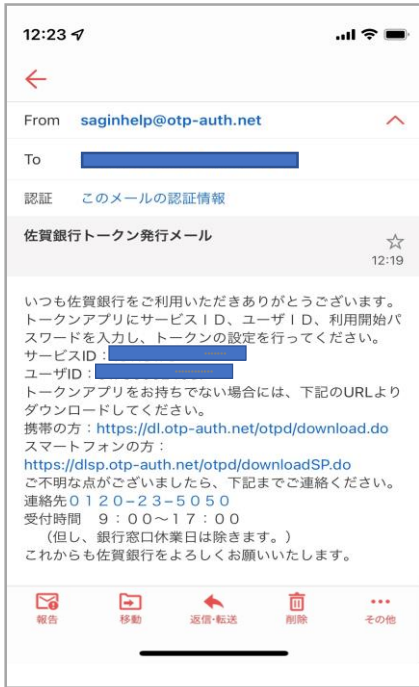 12:23
From saginhelp@otp-auth.net
To
認証 このメールの認証情報
佐賀銀行トークン発行メール
12:19
いつも佐賀銀行をご利用いただきありがとうございます。
トークンアプリにサービスＩＤ、ユーザＩＤ、利用開始パ
スワードを入力し、トークンの設定を行ってください。
サービスID：
ユーザID：
トークンアプリをお持ちでない場合には、下記のURLより
ダウンロードしてください。
携帯の方：https://dl.otp-auth.net/otpd/download.do
スマートフォンの方：
https://dlsp.otp-auth.net/otpd/downloadSP.do
ご不明な点がございましたら、下記までご連絡ください。
連絡先０１２０−２３−５０５０
受付時間　９：００〜１７：００
（但し、銀行窓口休業日は除きます。）
これからも佐賀銀行をよろしくお願いいたします。
報告 移動 返信・転送 削除 その他